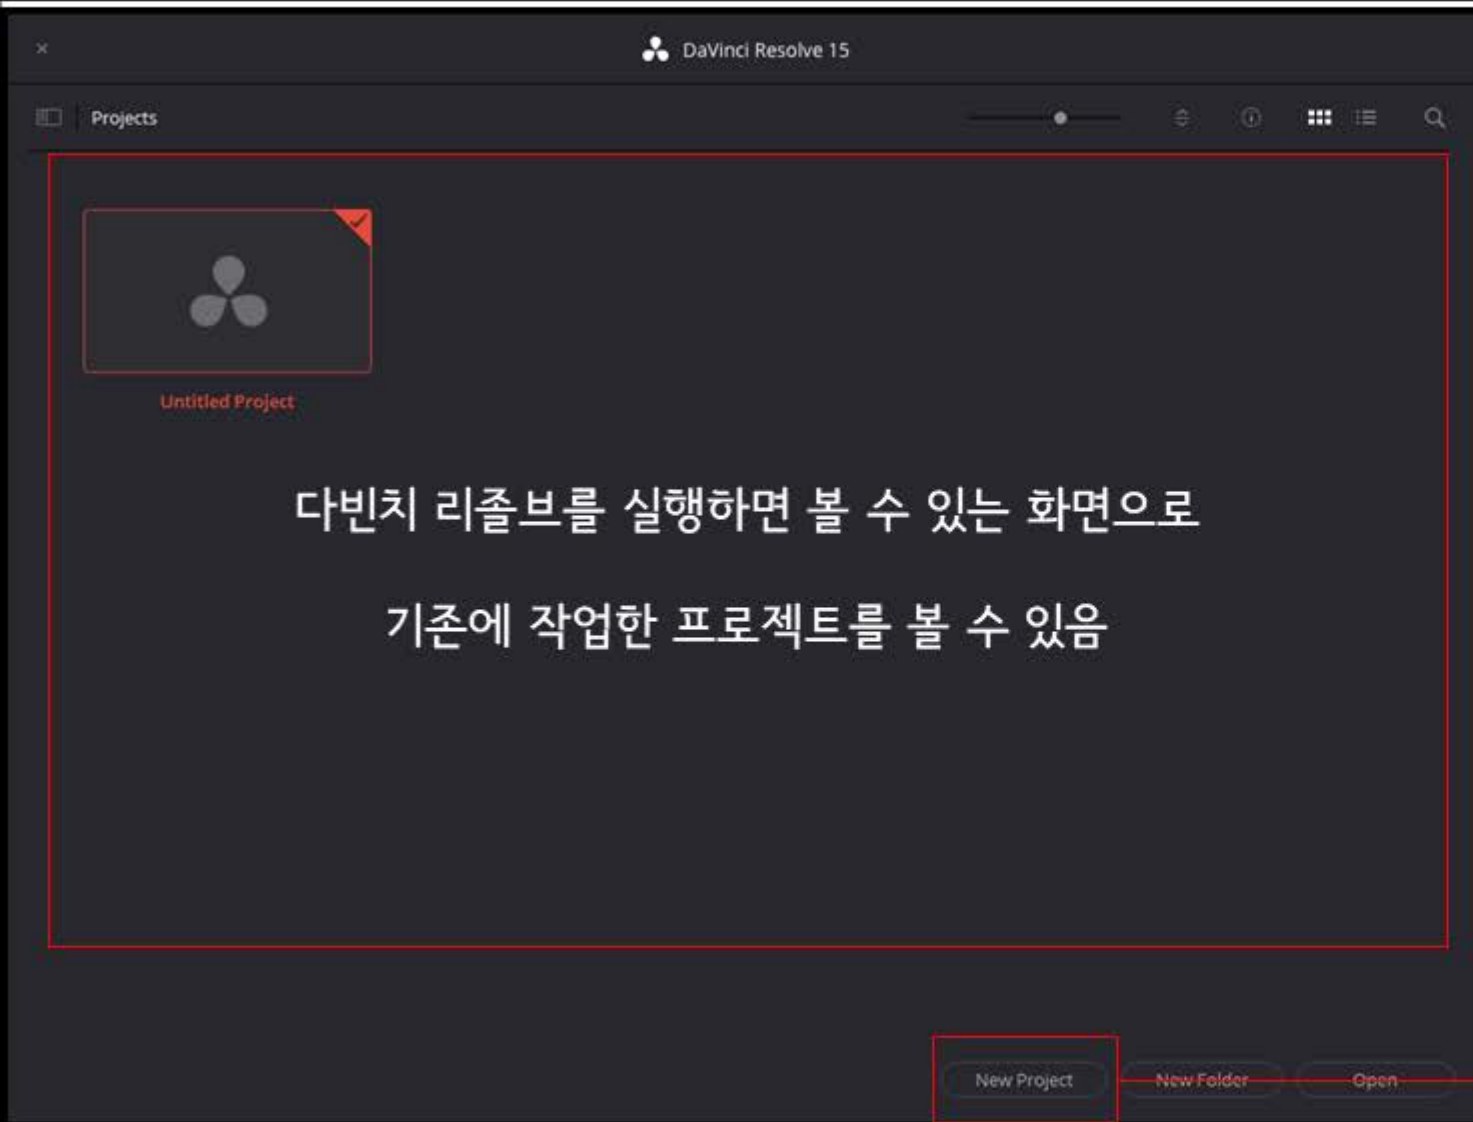 DaVinci Resolve 15
Projects
Untitled Project
다빈치 리졸브를 실행하면 볼 수 있는 화면으로
기존에 작업한 프로젝트를 볼 수 있음
New Project New Folder Open